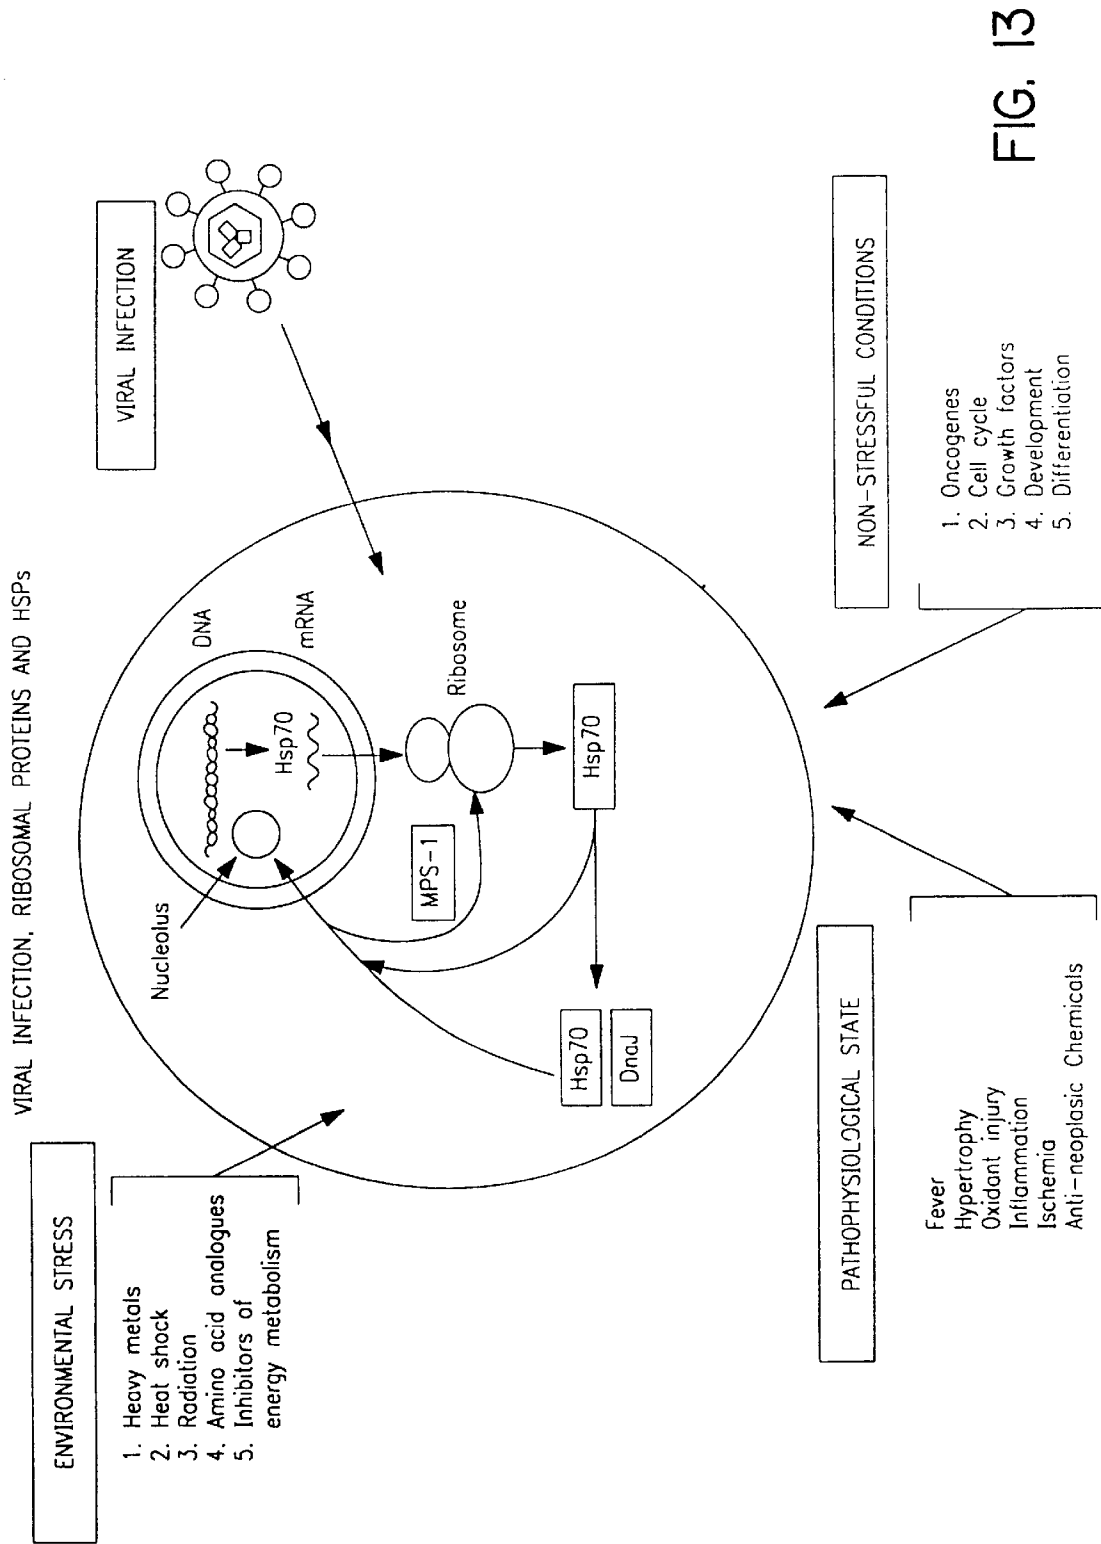 VIRAL INFECTION, RIBOSOMAL PROTEINS AND HSPs
ENVIRONMENTAL STRESS
1. Heavy metals
2. Heat shock
3. Radiation
4. Amino acid analogues
5. Inhibitors of
energy metabolism
VIRAL INFECTION
Nucleolus
DNA
Hsp70
mRNA
MPS-1
Ribosome
Hsp70
Hsp70
DnaJ
PATHOPHYSIOLOGICAL STATE
Fever
Hypertrophy
Oxidant injury
Inflammation
Ischemia
Anti-neoplasic Chemicals
NON-STRESSFUL CONDITIONS
1. Oncogenes
2. Cell cycle
3. Growth factors
4. Development
5. Differentiation
FIG. 13